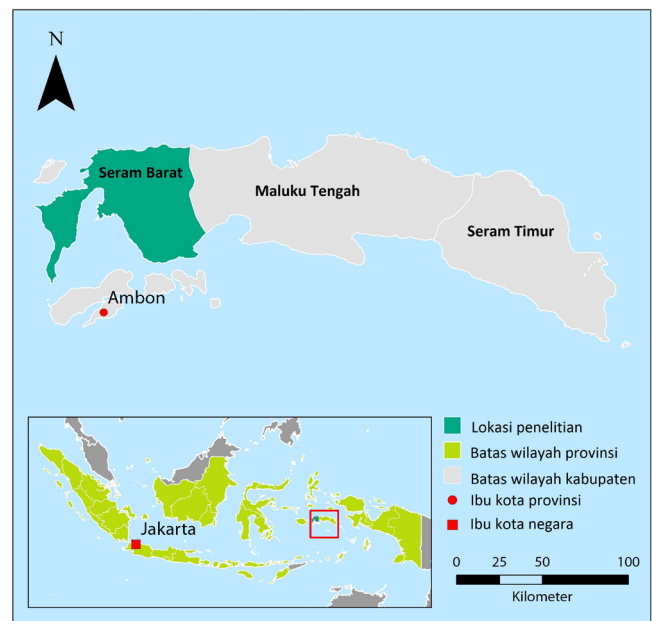 N
Seram Barat
Maluku Tengah
Seram Timur
Ambon
Jakarta
Lokasi penelitian
Batas wilayah provinsi
Batas wilayah kabupaten
Ibu kota provinsi
Ibu kota negara
0 25 50 100
Kilometer